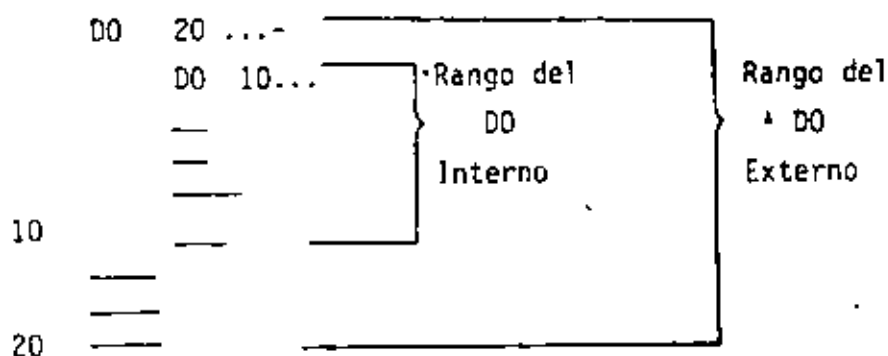 DO 20 ...-
DO 10... Rango del Rango del
DO DO
Interno Externo
10
20